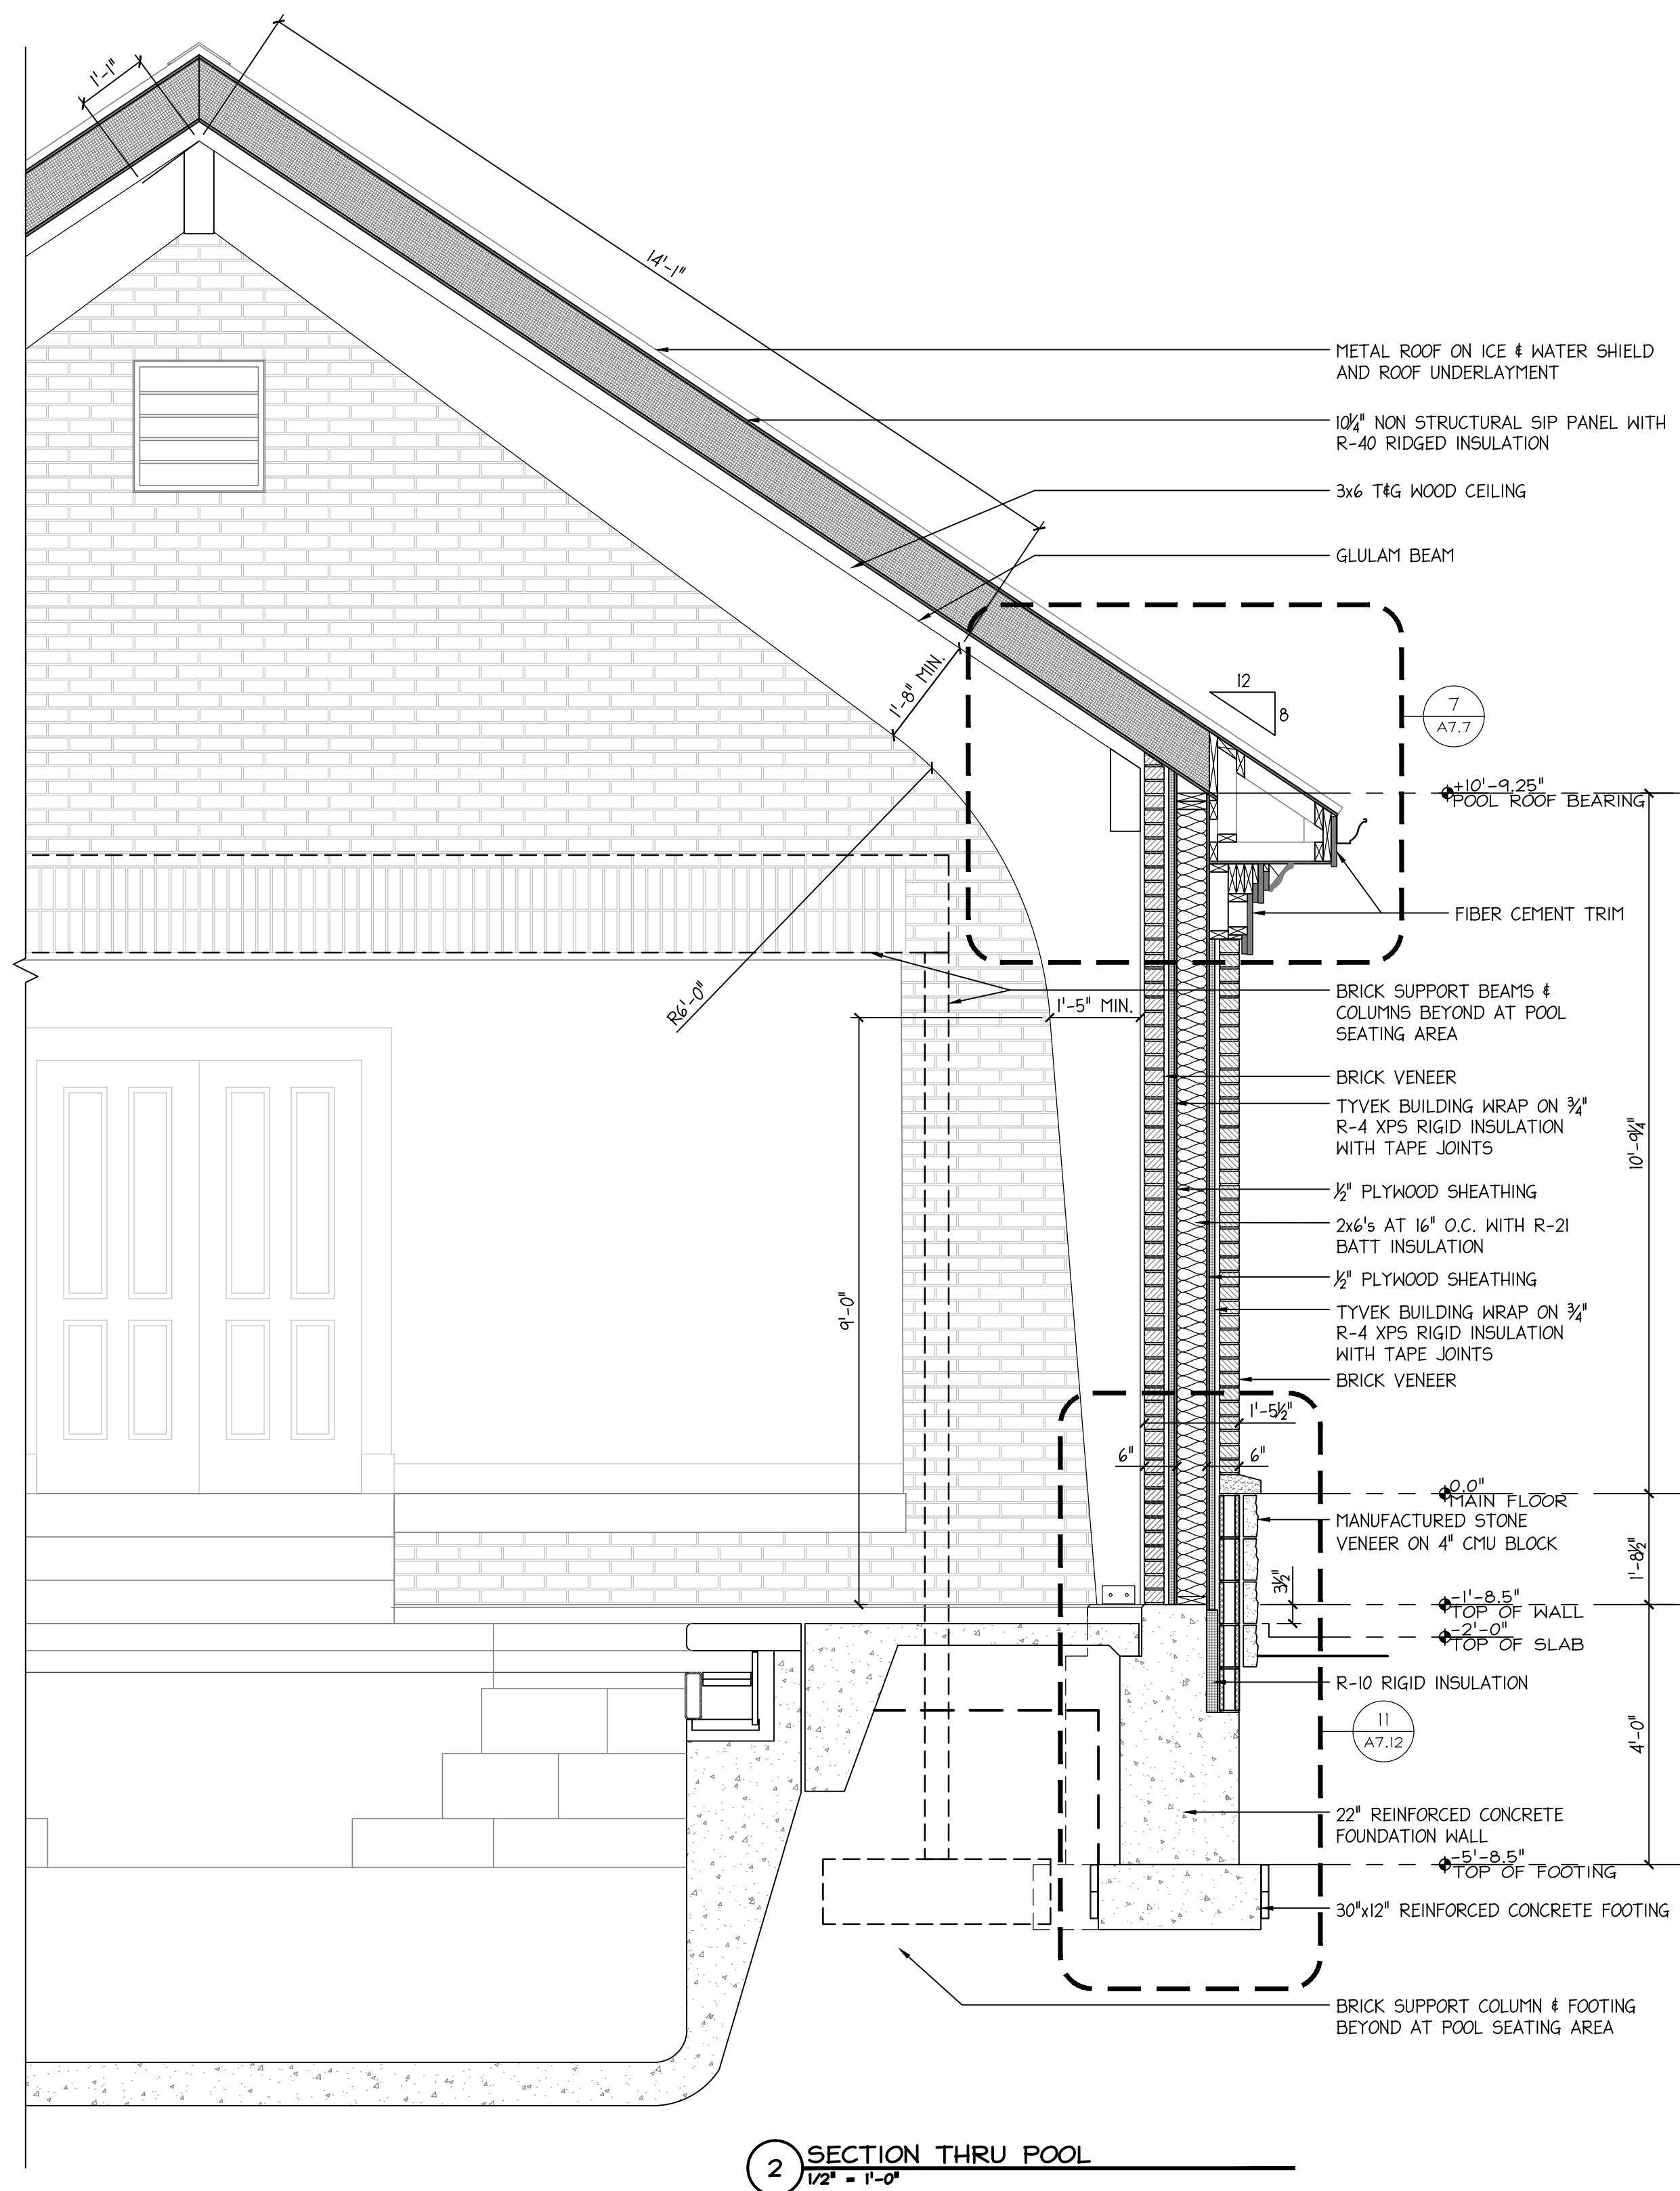 1'-1"
14'-1"
METAL ROOF ON ICE & WATER SHIELD
AND ROOF UNDERLAYMENT
10¼" NON STRUCTURAL SIP PANEL WITH
R-40 RIDGED INSULATION
3x6 T&G WOOD CEILING
GLULAM BEAM
1'-8" MIN.
12
8
7
A7.7
+10'-9.25"
POOL ROOF BEARING
FIBER CEMENT TRIM
R6'-0"
1'-5" MIN.
BRICK SUPPORT BEAMS &
COLUMNS BEYOND AT POOL
SEATING AREA
BRICK VENEER
TYVEK BUILDING WRAP ON ¾"
R-4 XPS RIGID INSULATION
WITH TAPE JOINTS
10'-9¼"
½" PLYWOOD SHEATHING
2x6's AT 16" O.C. WITH R-21
BATT INSULATION
½" PLYWOOD SHEATHING
9'-0"
TYVEK BUILDING WRAP ON ¾"
R-4 XPS RIGID INSULATION
WITH TAPE JOINTS
BRICK VENEER
1'-5½"
6"
6"
0.0"
MAIN FLOOR
MANUFACTURED STONE
VENEER ON 4" CMU BLOCK
1'-8½"
3½"
-1'-8.5"
TOP OF WALL
-2'-0"
TOP OF SLAB
R-10 RIGID INSULATION
11
A7.12
4'-0"
22" REINFORCED CONCRETE
FOUNDATION WALL
-5'-8.5"
TOP OF FOOTING
30"x12" REINFORCED CONCRETE FOOTING
BRICK SUPPORT COLUMN & FOOTING
BEYOND AT POOL SEATING AREA
2
SECTION THRU POOL
1/2" = 1'-0"